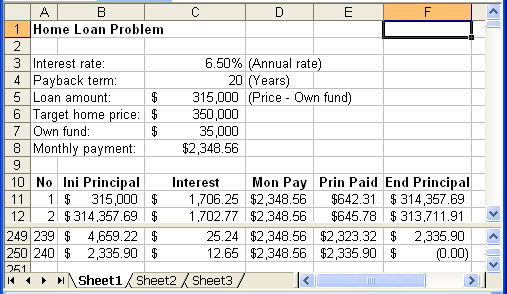 A B C D E F
1 Home Loan Problem
2
3 Interest rate: 6.50% (Annual rate)
4 Payback term: 20 (Years)
5 Loan amount: $ 315,000 (Price - Own fund)
6 Target home price: $ 350,000
7 Own fund: $ 35,000
8 Monthly payment: $2,348.56
9
10 No Ini Principal Interest Mon Pay Prin Paid End Principal
11 1 $ 315,000 $ 1,706.25 $2,348.56 $642.31 $ 314,357.69
12 2 $ 314,357.69 $ 1,702.77 $2,348.56 $645.78 $ 313,711.91
249 239 $ 4,659.22 $ 25.24 $2,348.56 $2,323.32 $ 2,335.90
250 240 $ 2,335.90 $ 12.65 $2,348.56 $2,335.90 $ (0.00)
251
Sheet1 Sheet2 Sheet3